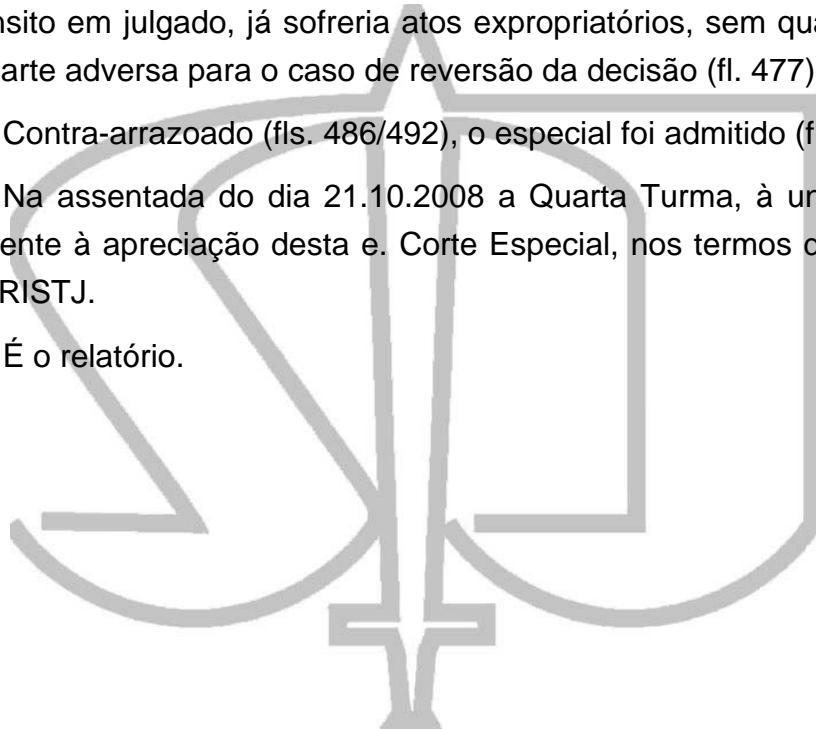 nsito em julgado, já sofreria atos expropriatórios, sem qua
arte adversa para o caso de reversão da decisão (fl. 477)
Contra-arrazoado (fls. 486/492), o especial foi admitido (f
Na assentada do dia 21.10.2008 a Quarta Turma, à un
ente à apreciação desta e. Corte Especial, nos termos d
RISTJ.
É o relatório.